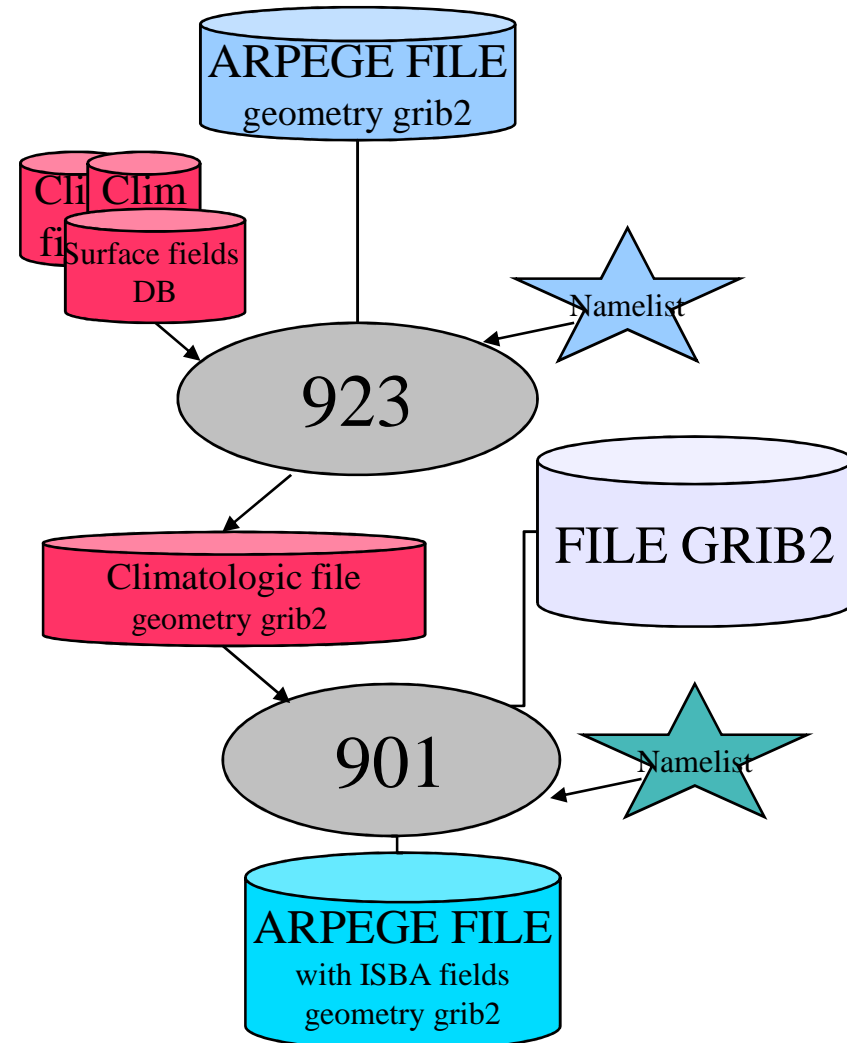 ARPEGE FILE
geometry grib2
Clim
Surface fields
DB
Namelist
923
FILE GRIB2
Climatologic file
geometry grib2
901
Namelist
ARPEGE FILE
with ISBA fields
geometry grib2